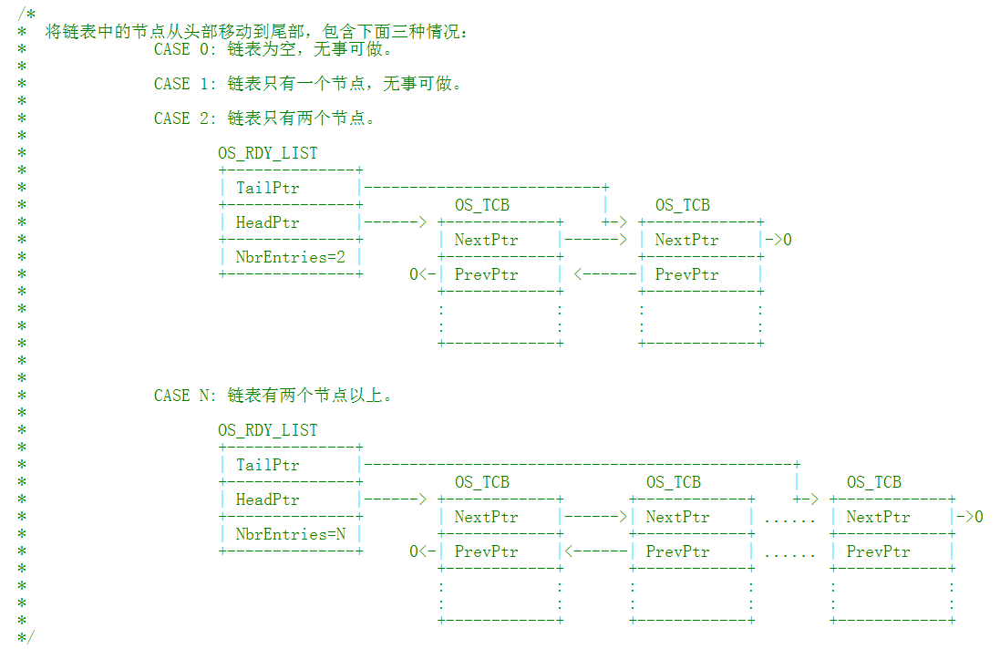 /*
*  将链表中的节点从头部移动到尾部，包含下面三种情况：
*              CASE 0: 链表为空，无事可做。
*
*              CASE 1: 链表只有一个节点，无事可做。
*
*              CASE 2: 链表只有两个节点。
*
*                     OS_RDY_LIST
*                     +--------------+
*                     | TailPtr      |--------------------------+
*                     +--------------+          OS_TCB          |     OS_TCB
*                     | HeadPtr      |------> +------------+    +-> +------------+
*                     +--------------+        | NextPtr    |------> | NextPtr    |->0
*                     | NbrEntries=2 |        +------------+        +------------+
*                     +--------------+     0<-| PrevPtr    | <------| PrevPtr    |
*                                             +------------+        +------------+
*                                             :            :        :            :
*                                             :            :        :            :
*                                             +------------+        +------------+
*
*
*              CASE N: 链表有两个节点以上。
*
*                     OS_RDY_LIST
*                     +--------------+
*                     | TailPtr      |-----------------------------------------------+
*                     +--------------+          OS_TCB               OS_TCB          |     OS_TCB
*                     | HeadPtr      |------> +------------+       +------------+    +-> +------------+
*                     +--------------+        | NextPtr    |------>| NextPtr    | ...... | NextPtr    |->0
*                     | NbrEntries=N |        +------------+       +------------+        +------------+
*                     +--------------+     0<-| PrevPtr    |<------| PrevPtr    | ...... | PrevPtr    |
*                                             +------------+       +------------+        +------------+
*                                             :            :       :            :        :            :
*                                             :            :       :            :        :            :
*                                             +------------+       +------------+        +------------+
*/